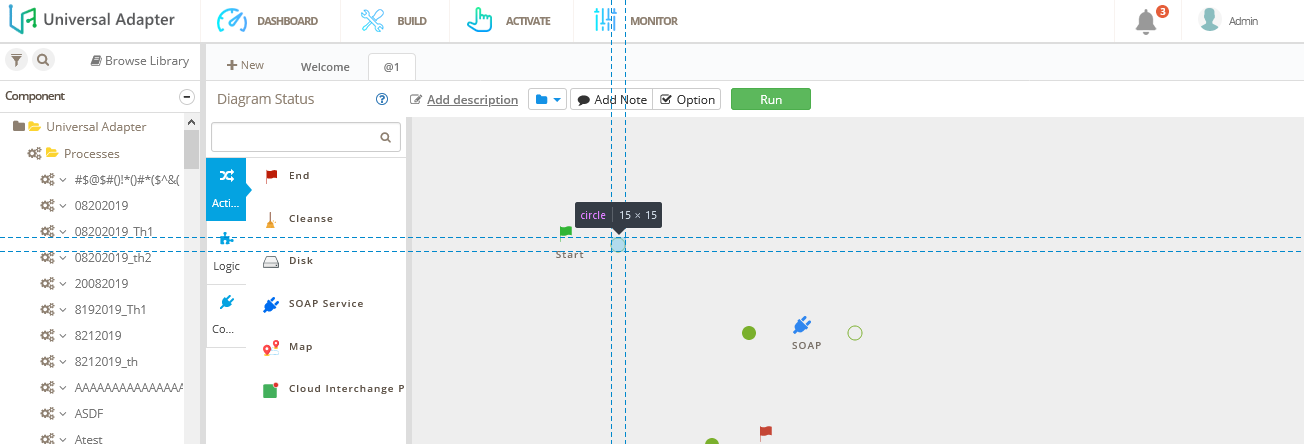 Universal Adapter
DASHBOARD
BUILD
ACTIVATE
MONITOR
3
Admin
Browse Library
+ New
Welcome
@1
Component
Diagram Status
?
Add description
Add Note
Option
Run
Universal Adapter
Processes
#$@$#()!*()#*($^&(
08202019
08202019_Th1
08202019_th2
20082019
8192019_Th1
8212019
8212019_th
AAAAAAAAAAAAAAA
ASDF
Atest
Acti...
Logic
Co...
End
Cleanse
Disk
SOAP Service
Map
Cloud Interchange P
circle | 15 × 15
Start
SOAP